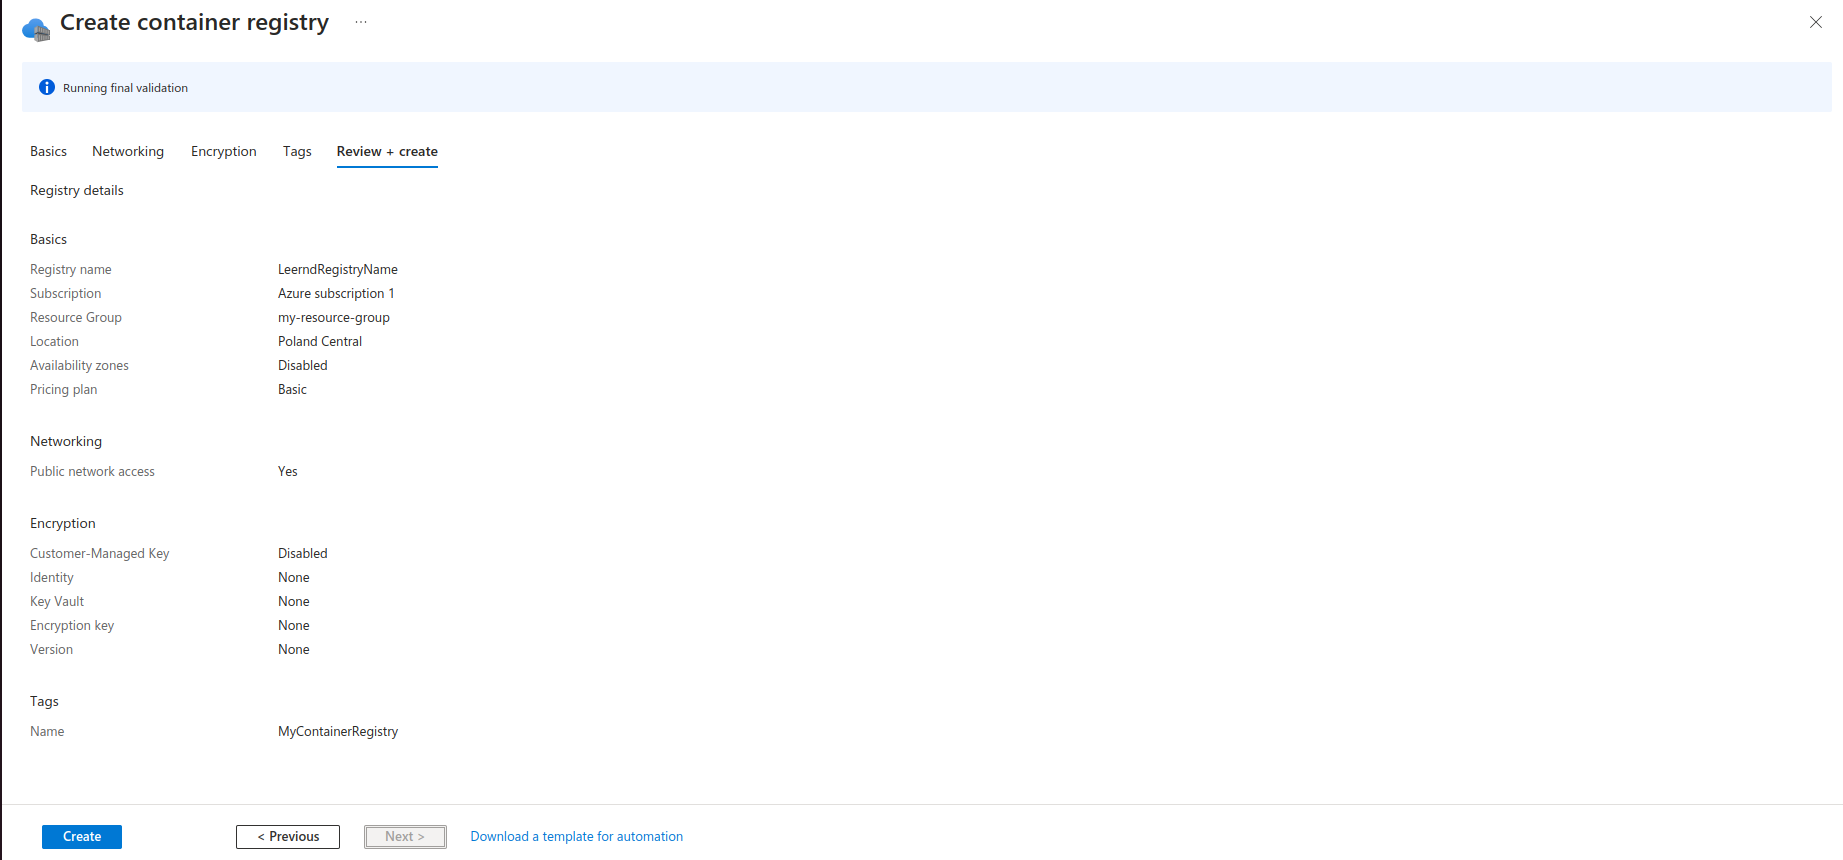 Create container registry ...
Running final validation
Basics Networking Encryption Tags Review + create
Registry details
Basics
Registry name LeerndRegistryName
Subscription Azure subscription 1
Resource Group my-resource-group
Location Poland Central
Availability zones Disabled
Pricing plan Basic
Networking
Public network access Yes
Encryption
Customer-Managed Key Disabled
Identity None
Key Vault None
Encryption key None
Version None
Tags
Name MyContainerRegistry
Create < Previous Next > Download a template for automation